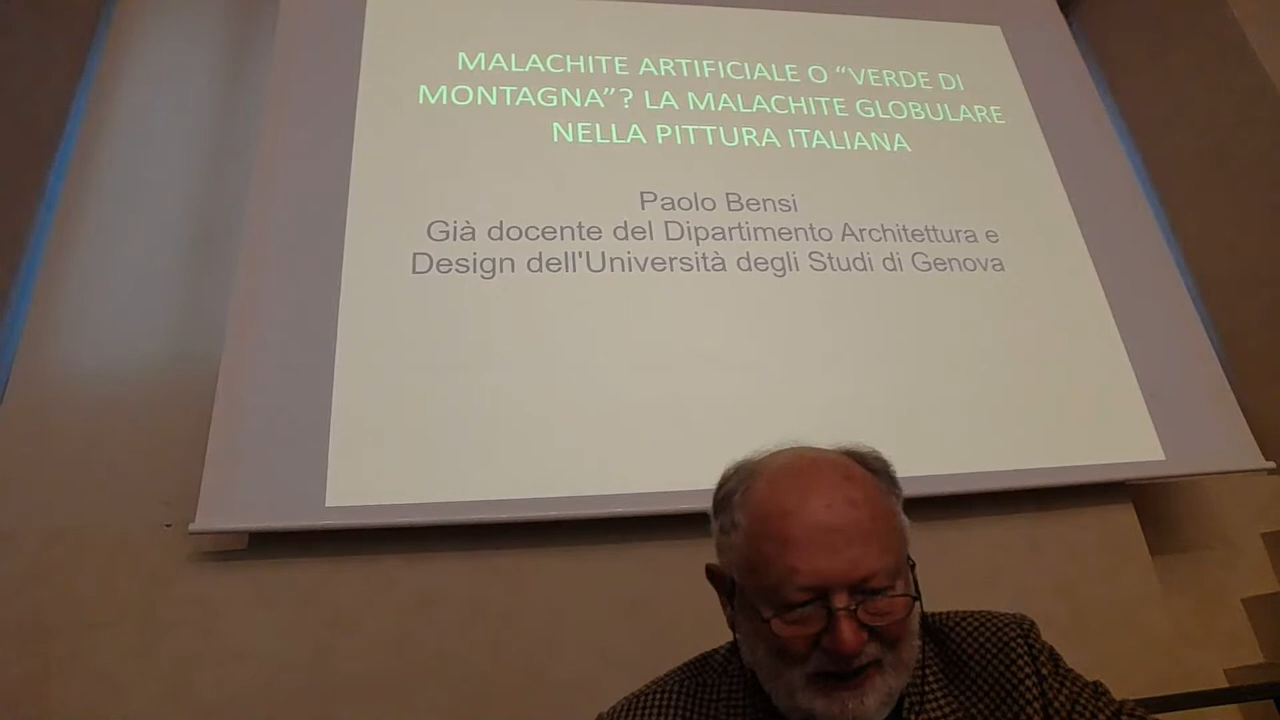 MALACHITE ARTIFICIALE O “VERDE DI
MONTAGNA”? LA MALACHITE GLOBULARE
NELLA PITTURA ITALIANA
Paolo Bensi
Già docente del Dipartimento Architettura e
Design dell'Università degli Studi di Genova